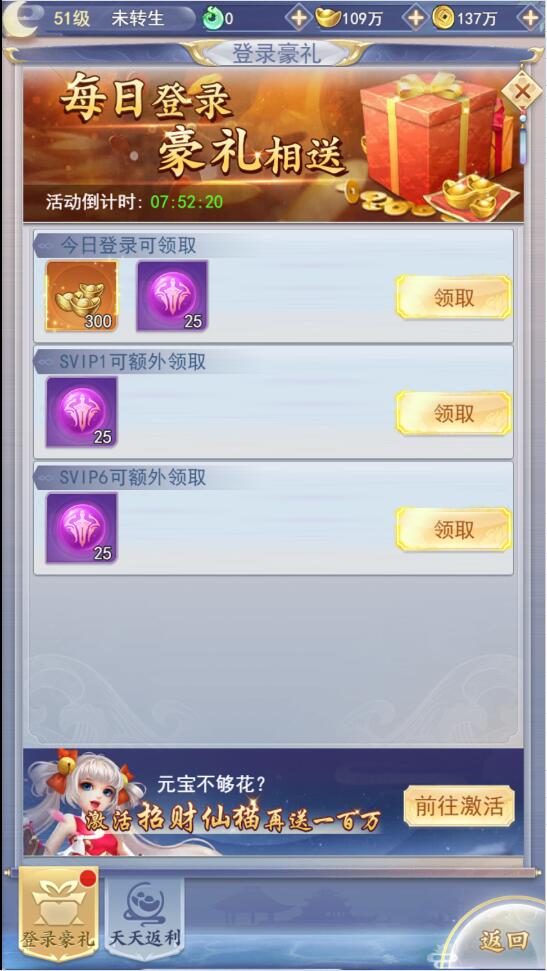 51级 未转生 0 109万 137万
登录豪礼
每日登录
豪礼相送
活动倒计时: 07:52:20
今日登录可领取
300 25 领取
SVIP1可额外领取
25 领取
SVIP6可额外领取
25 领取
元宝不够花?
激活招财仙猫再送一百万 前往激活
登录豪礼 天天返利 返回